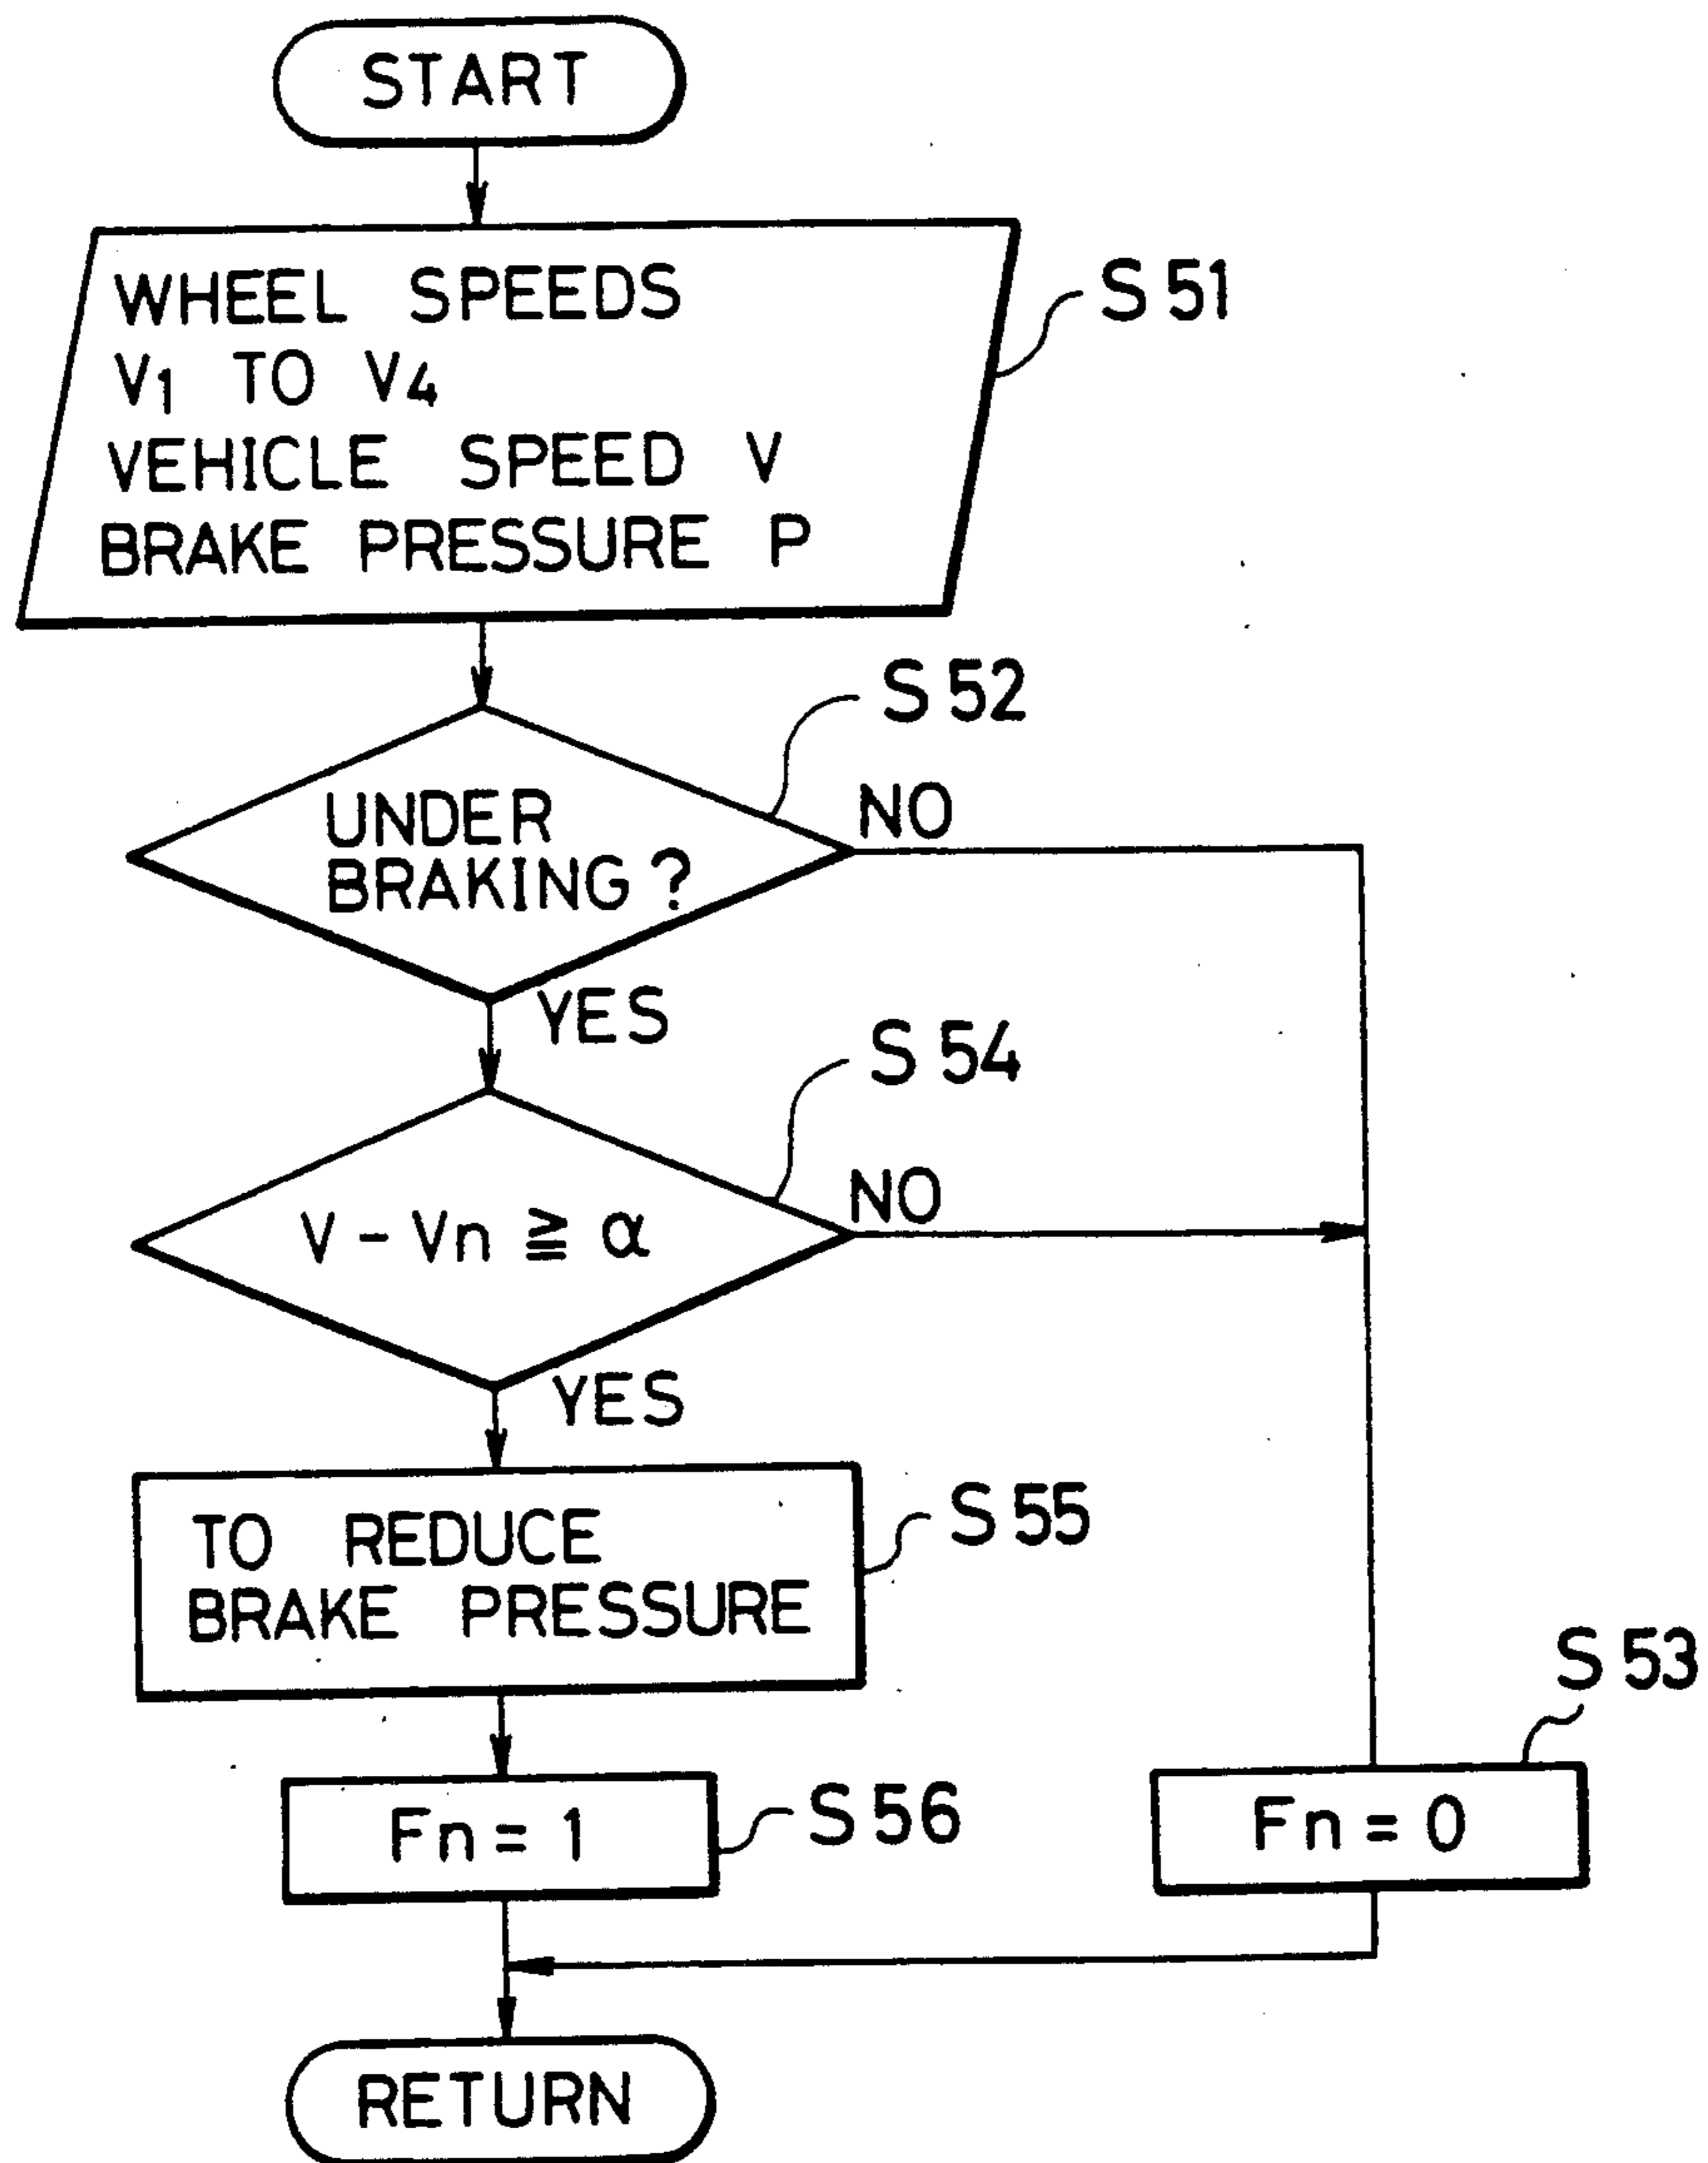 START
WHEEL SPEEDS
V1 TO V4
VEHICLE SPEED V
BRAKE PRESSURE P
S51
UNDER
BRAKING?
S52
NO
YES
V - Vn ≧ α
S54
NO
YES
TO REDUCE
BRAKE PRESSURE
S55
S53
Fn = 1
S56
Fn = 0
RETURN